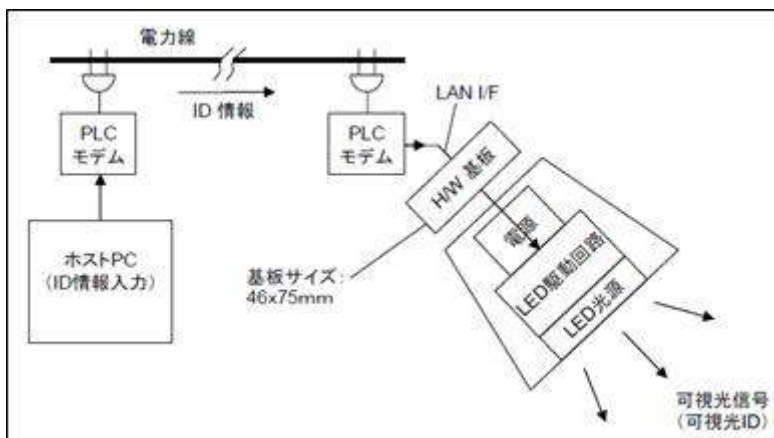 電力線
ID 情報
LAN I/F
PLC
モデム
PLC
モデム
H/W 基板
電源
LED駆動回路
LED光源
ホストPC
(ID情報入力)
基板サイズ:
46x75mm
可視光信号
(可視光ID)